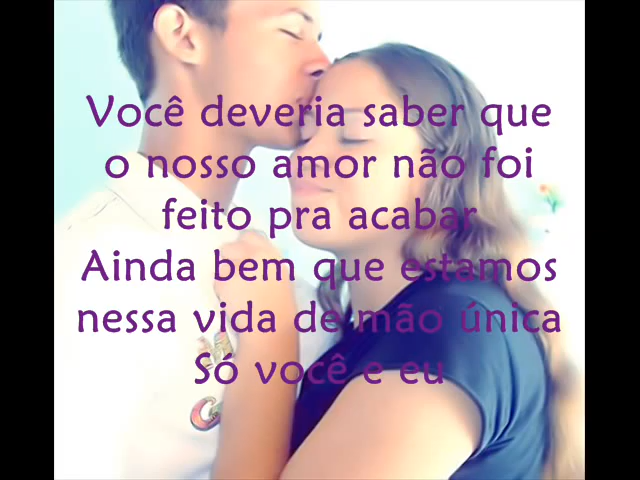 Você deveria saber que
o nosso amor não foi
feito pra acabar
Ainda bem que estamos
nessa vida de mão única
Só você e eu